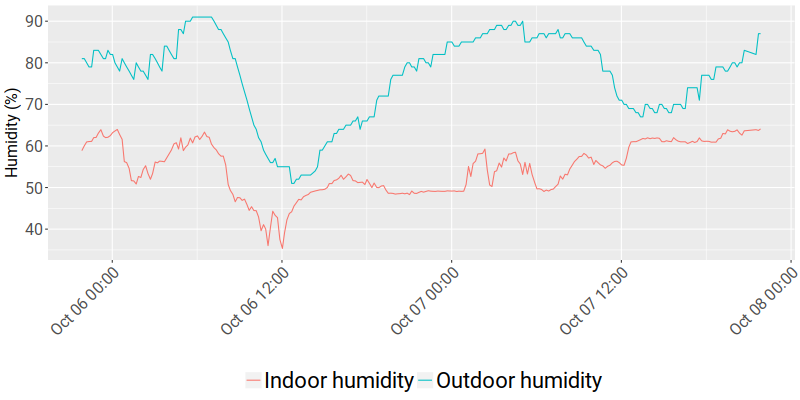 Humidity (%)
90
80
70
60
50
40
Oct 06 00:00
Oct 06 12:00
Oct 07 00:00
Oct 07 12:00
Oct 08 00:00
Indoor humidity
Outdoor humidity